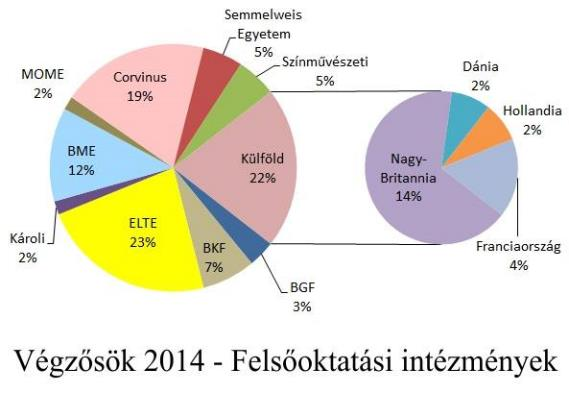 Semmelweis
Egyetem
5%
Színművészeti
5%
MOME
2%
Corvinus
19%
BME
12%
Külföld
22%
Károli
2%
ELTE
23%
BKF
7%
BGF
3%
Dánia
2%
Hollandia
2%
Nagy-
Britannia
14%
Franciaország
4%
Végzősök 2014 - Felsőoktatási intézmények